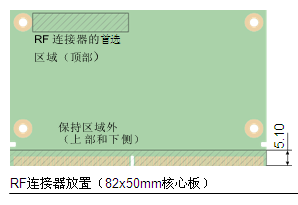 RF 连接器的首选
区域（顶部）
保持区域外
（上 部和下侧）
5.10
RF连接器放置（82x50mm核心板）